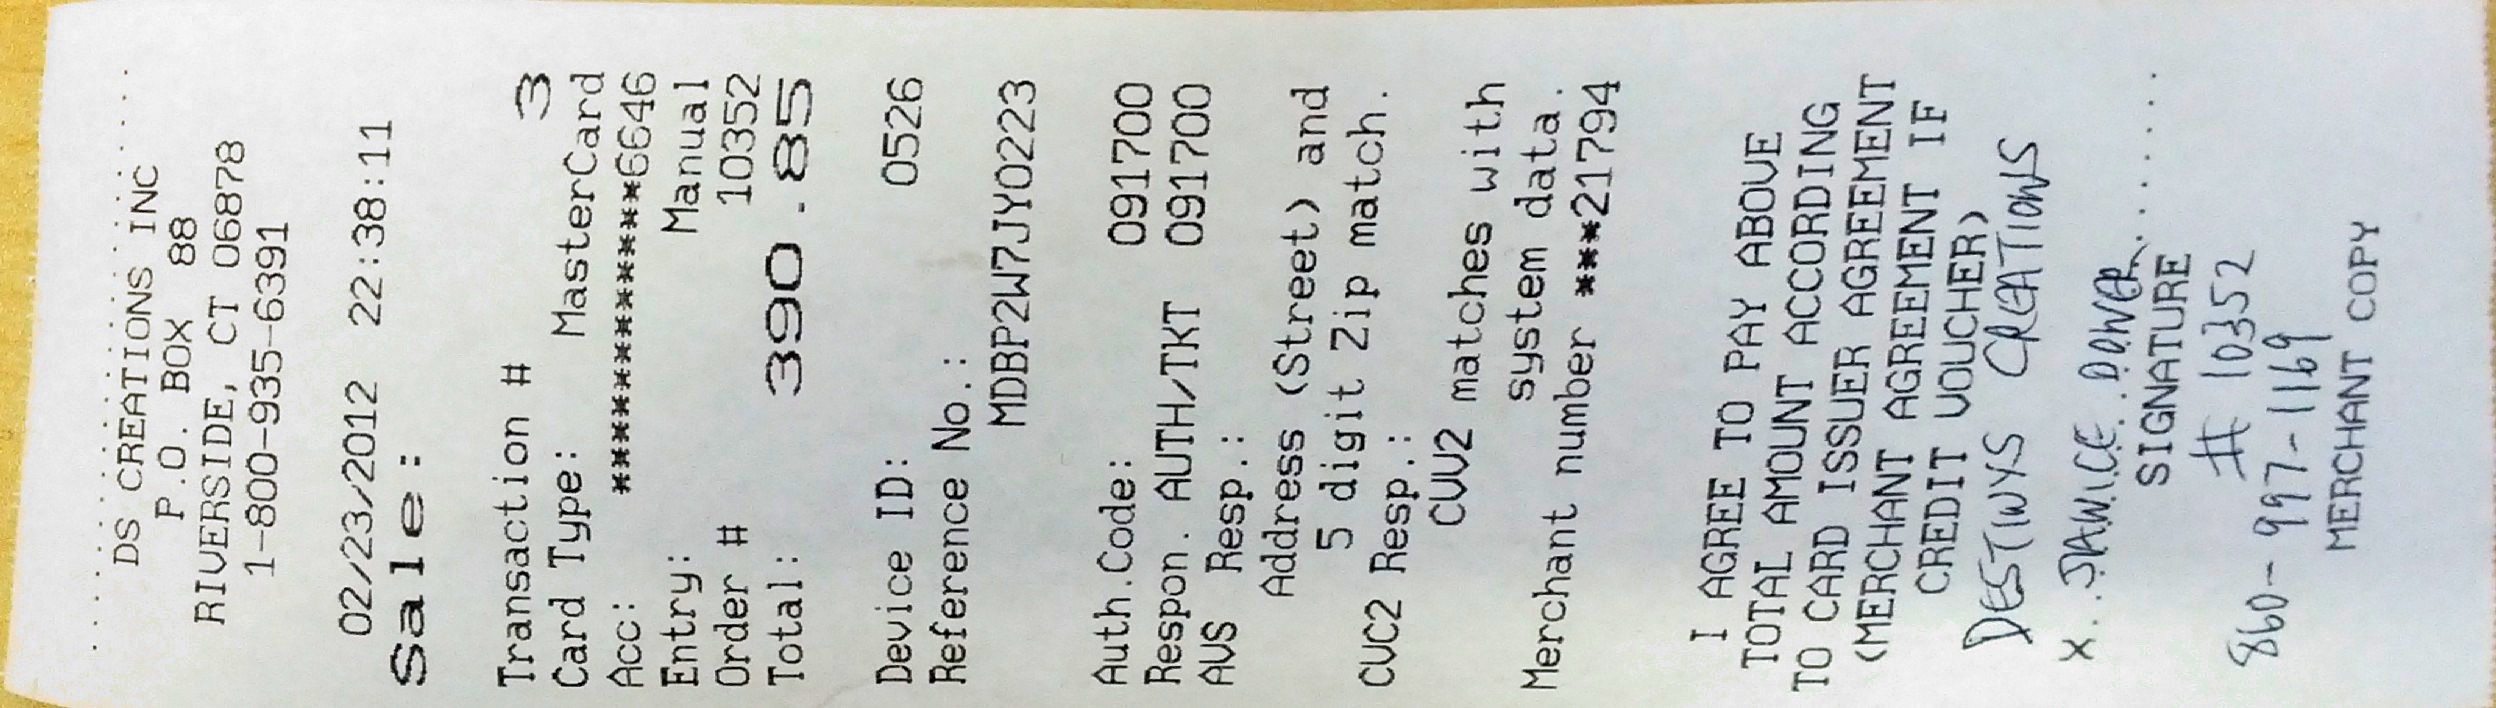 DS CREATIONS INC
P.O. BOX 88
RIVERSIDE, CT 06878
1-800-935-6391
02/23/2012 22:38:11
Sale:
Transaction # 3
Card Type: MasterCard
Acc: ************6646
Entry: Manual
Order # 10352
Total: 390.85
Device ID: 0526
Reference No.:
MDBP2W7JY0223
Auth.Code: 091700
Respon. AUTH/TKT 091700
AVS Resp.:
Address (Street) and
5 digit Zip match.
CVC2 Resp.:
CVV2 matches with
system data.
Merchant number ***21794
I AGREE TO PAY ABOVE
TOTAL AMOUNT ACCORDING
TO CARD ISSUER AGREEMENT
(MERCHANT AGREEMENT IF
CREDIT VOUCHER)
DESTINYS CREATIONS
X..JANICE..DOWER........
SIGNATURE
# 10352
860-997-1169
MERCHANT COPY